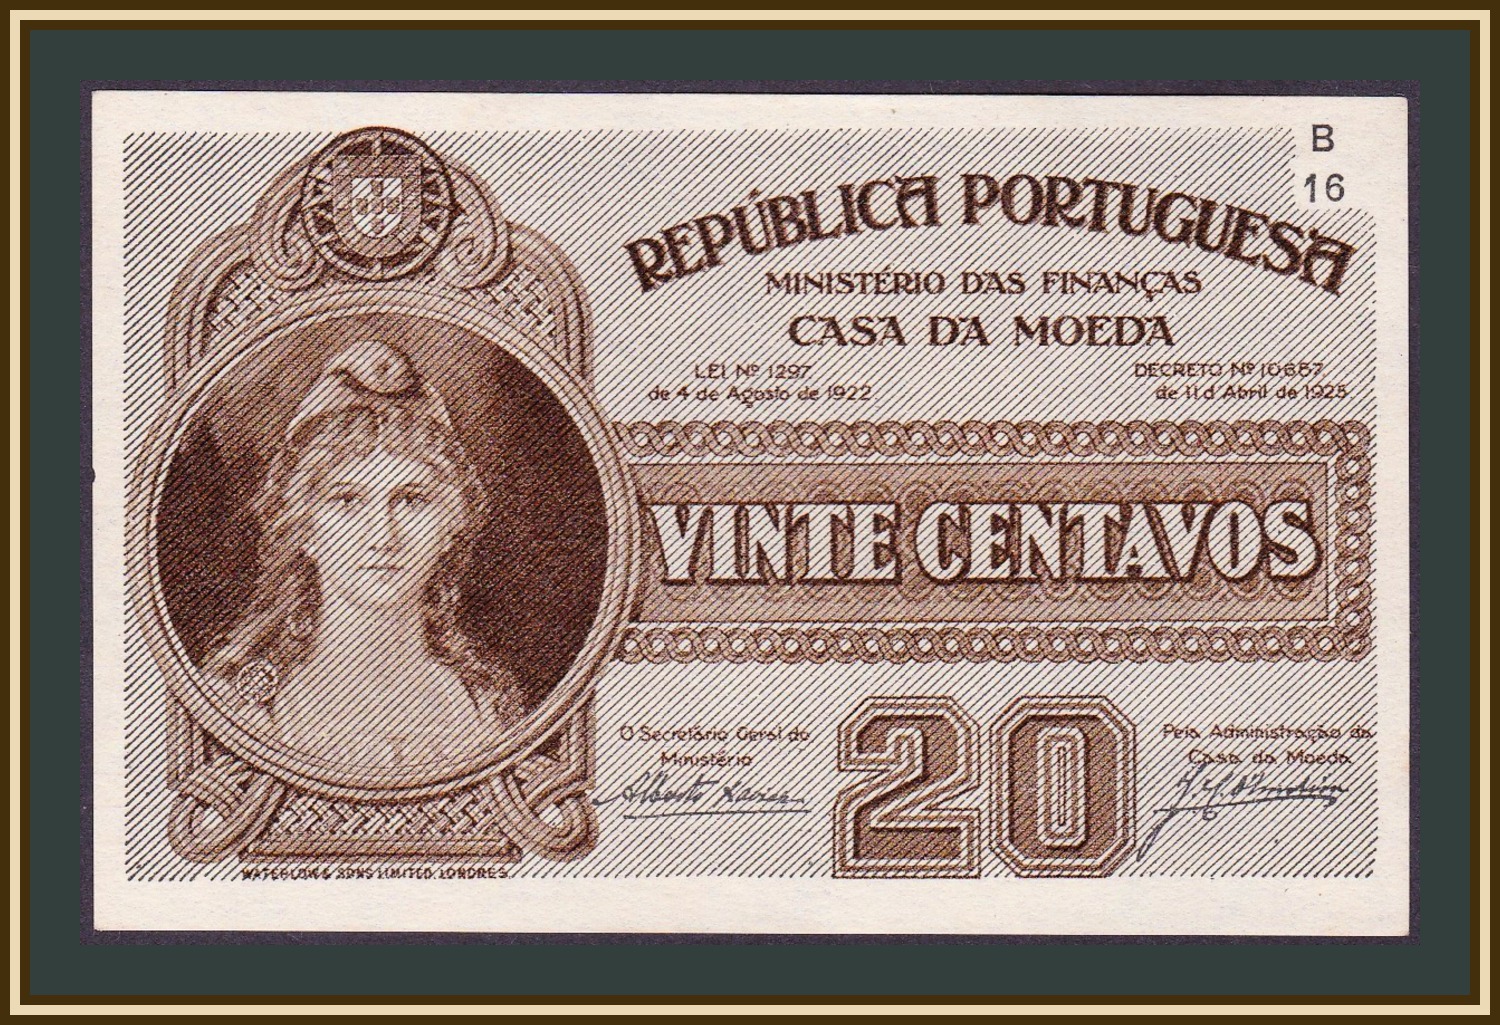 B
16
REPÚBLICA PORTUGUESA
MINISTÉRIO DAS FINANÇAS
CASA DA MOEDA
LEI Nº 1297
de 4 de Agosto de 1922
DECRETO Nº
de 11 d'Abril de 1925
VINTE CENTAVOS
O Secretário Geral do
Ministério
Alberto Xavier
20
Pela Administração da
Casa da Moeda
WATERLOW & SONS LIMITED, LONDRES.